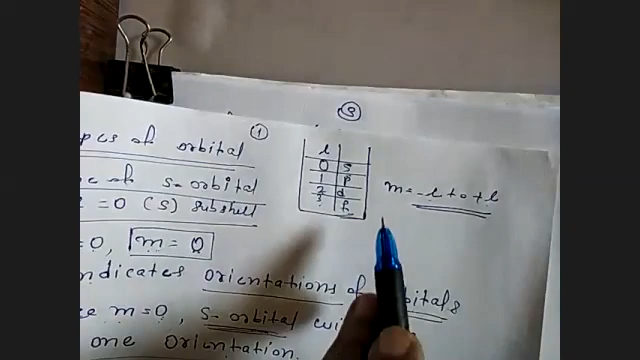 ③
①
pes of orbital
l
0 s
1 p
2 d
3 f
m = -l to +l
e of s-orbital
l = 0 (s) subshell
= 0, m = 0
ndicates orientations of orbitals
ce m = 0, s-orbital
one orientation.